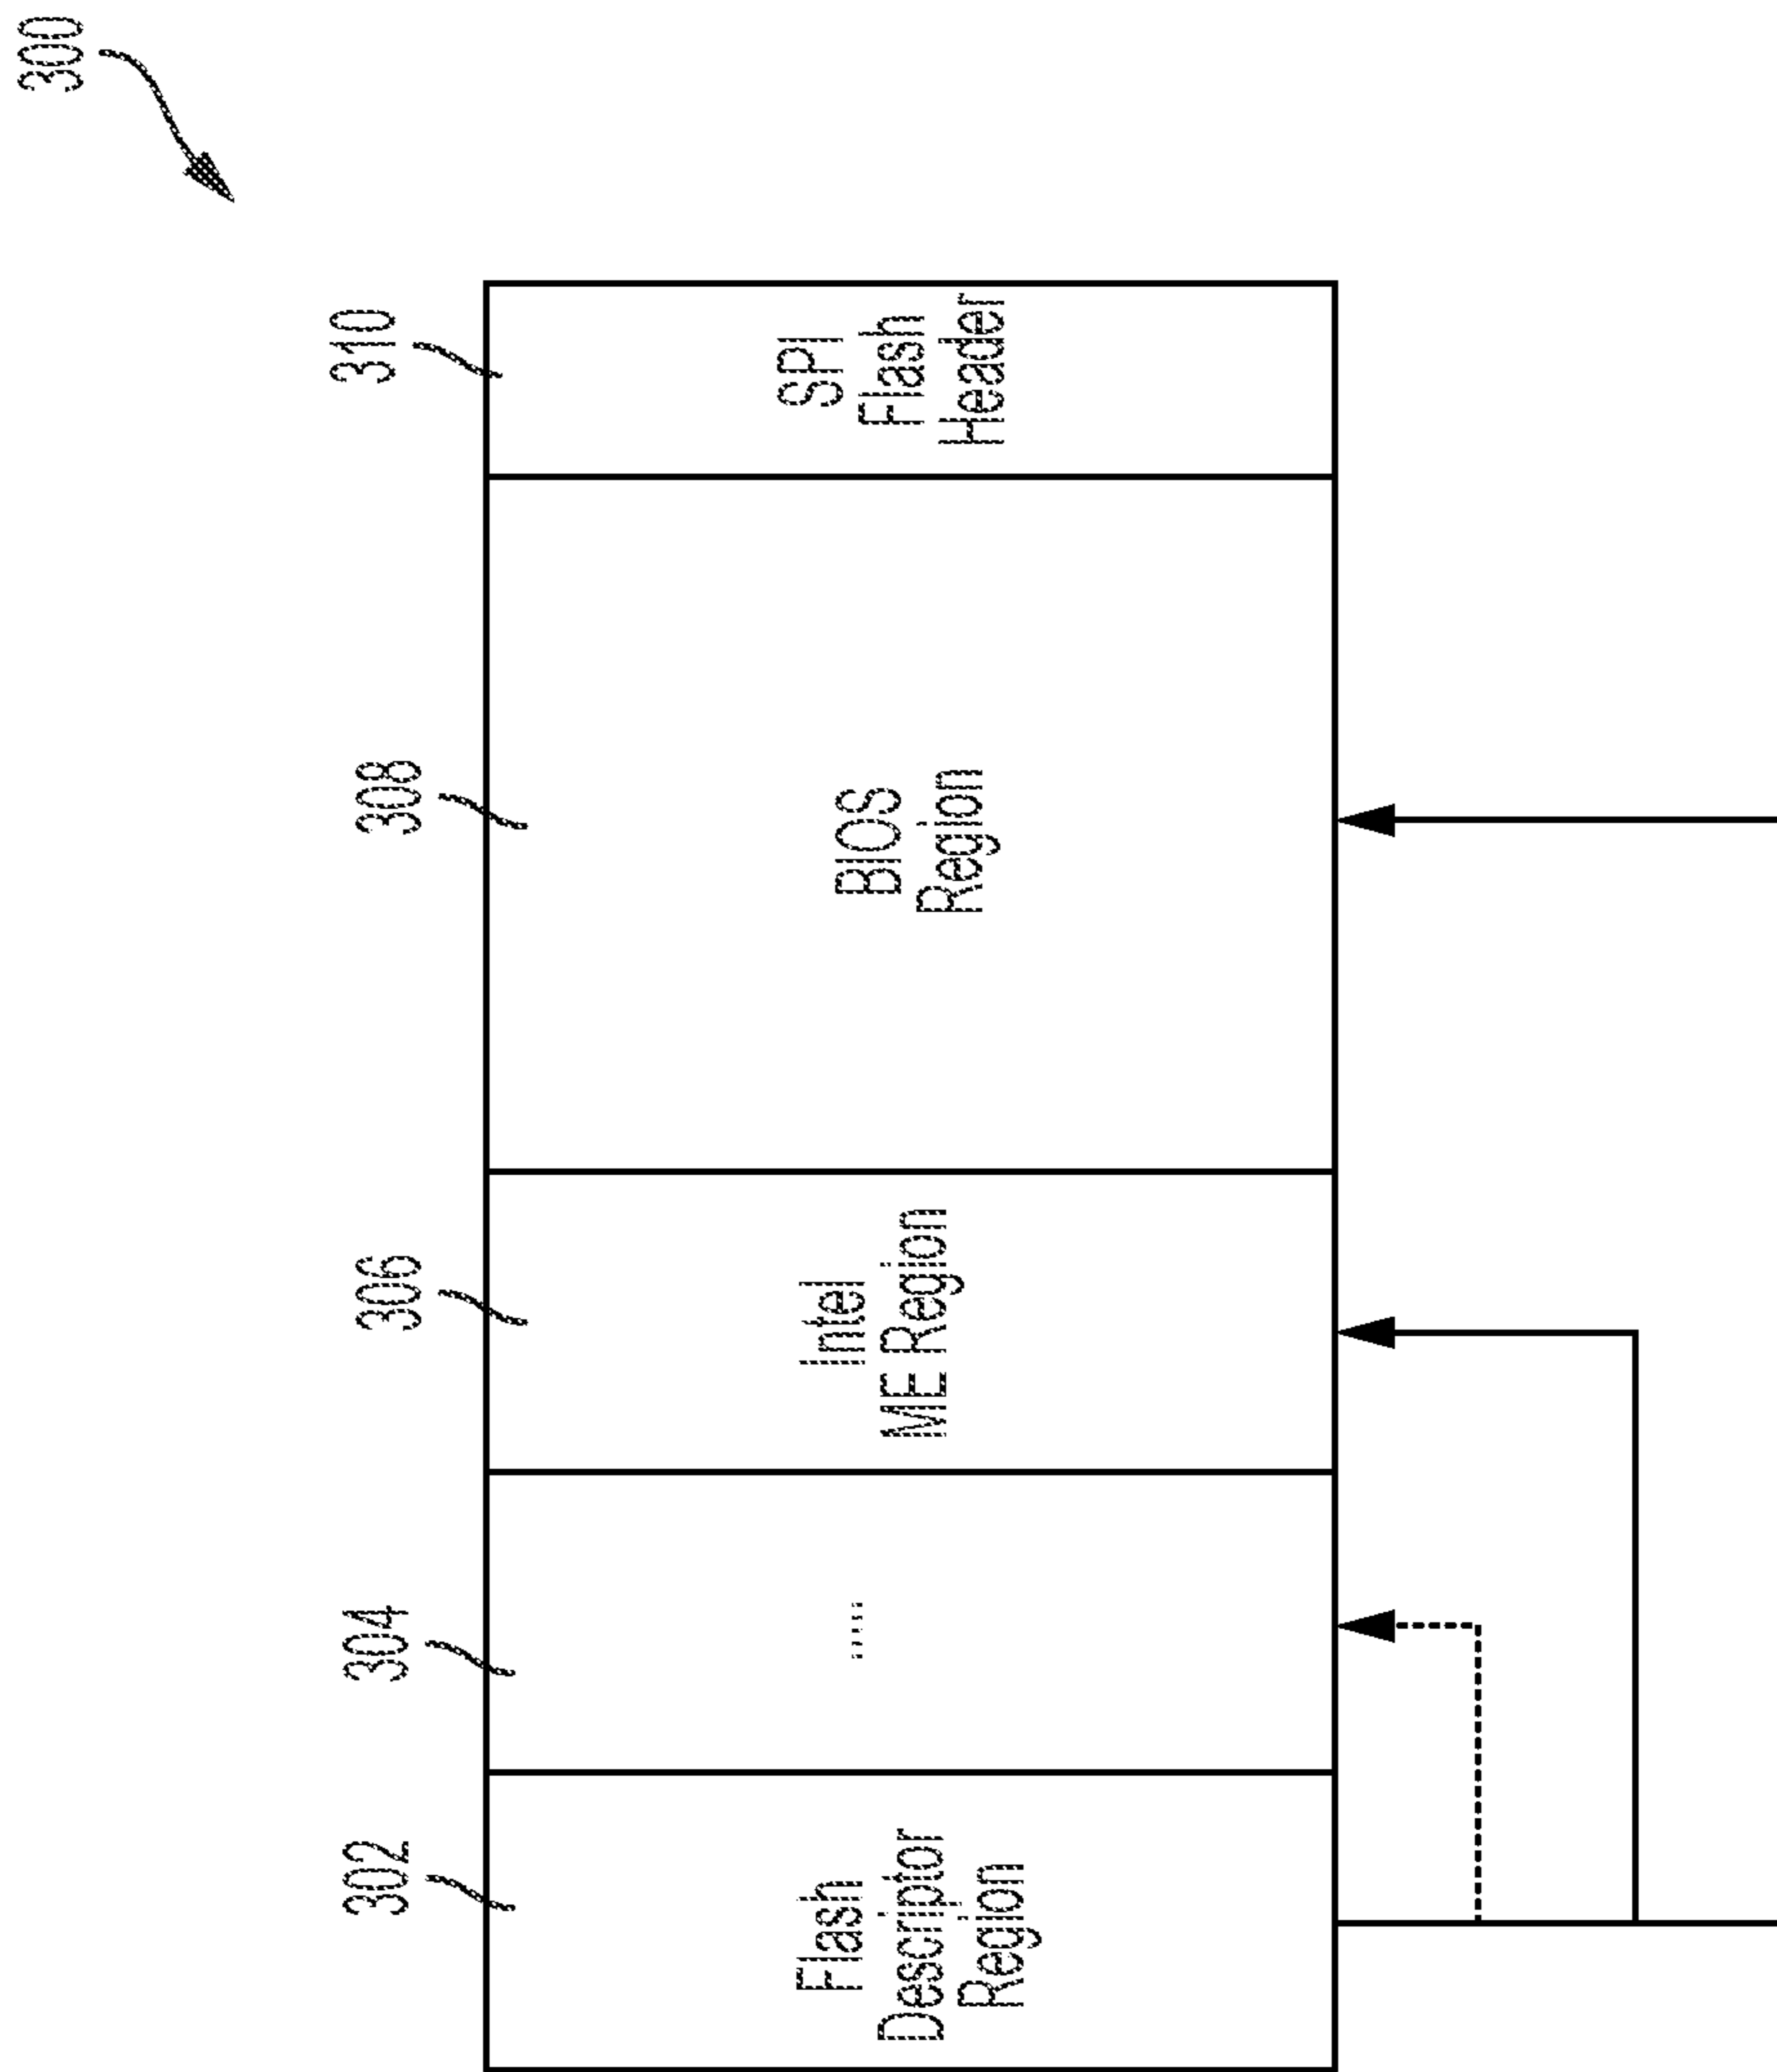 300
302
304
306
308
310
Flash
Descriptor
Region
.....
Intel
ME Region
BIOS
Region
SPI
Flash
Header